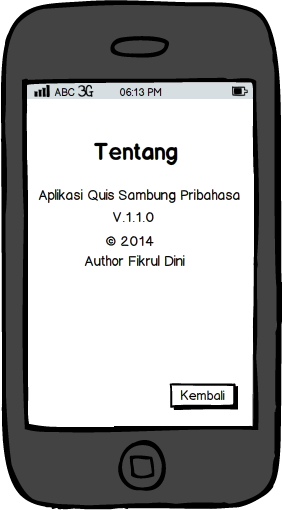 ABC 3G 06:13 PM
Tentang
Aplikasi Quis Sambung Pribahasa
V.1.1.0
© 2014
Author Fikrul Dini
Kembali